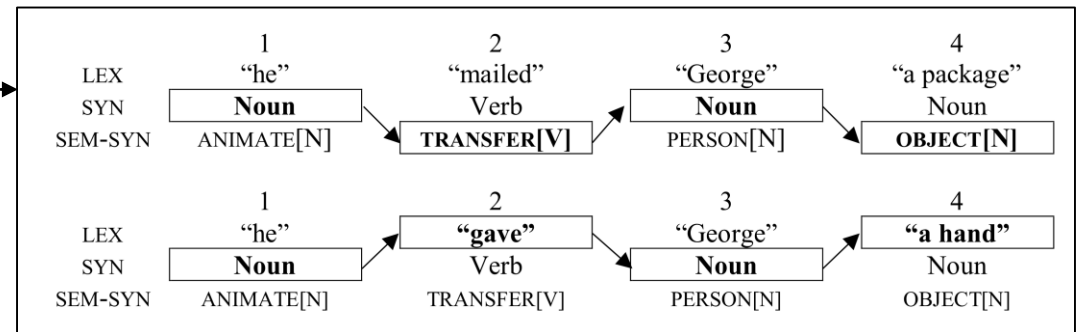 1 2 3 4
LEX “he” “mailed” “George” “a package”
SYN Noun Verb Noun Noun
SEM-SYN ANIMATE[N] TRANSFER[V] PERSON[N] OBJECT[N]
1 2 3 4
LEX “he” “gave” “George” “a hand”
SYN Noun Verb Noun Noun
SEM-SYN ANIMATE[N] TRANSFER[V] PERSON[N] OBJECT[N]